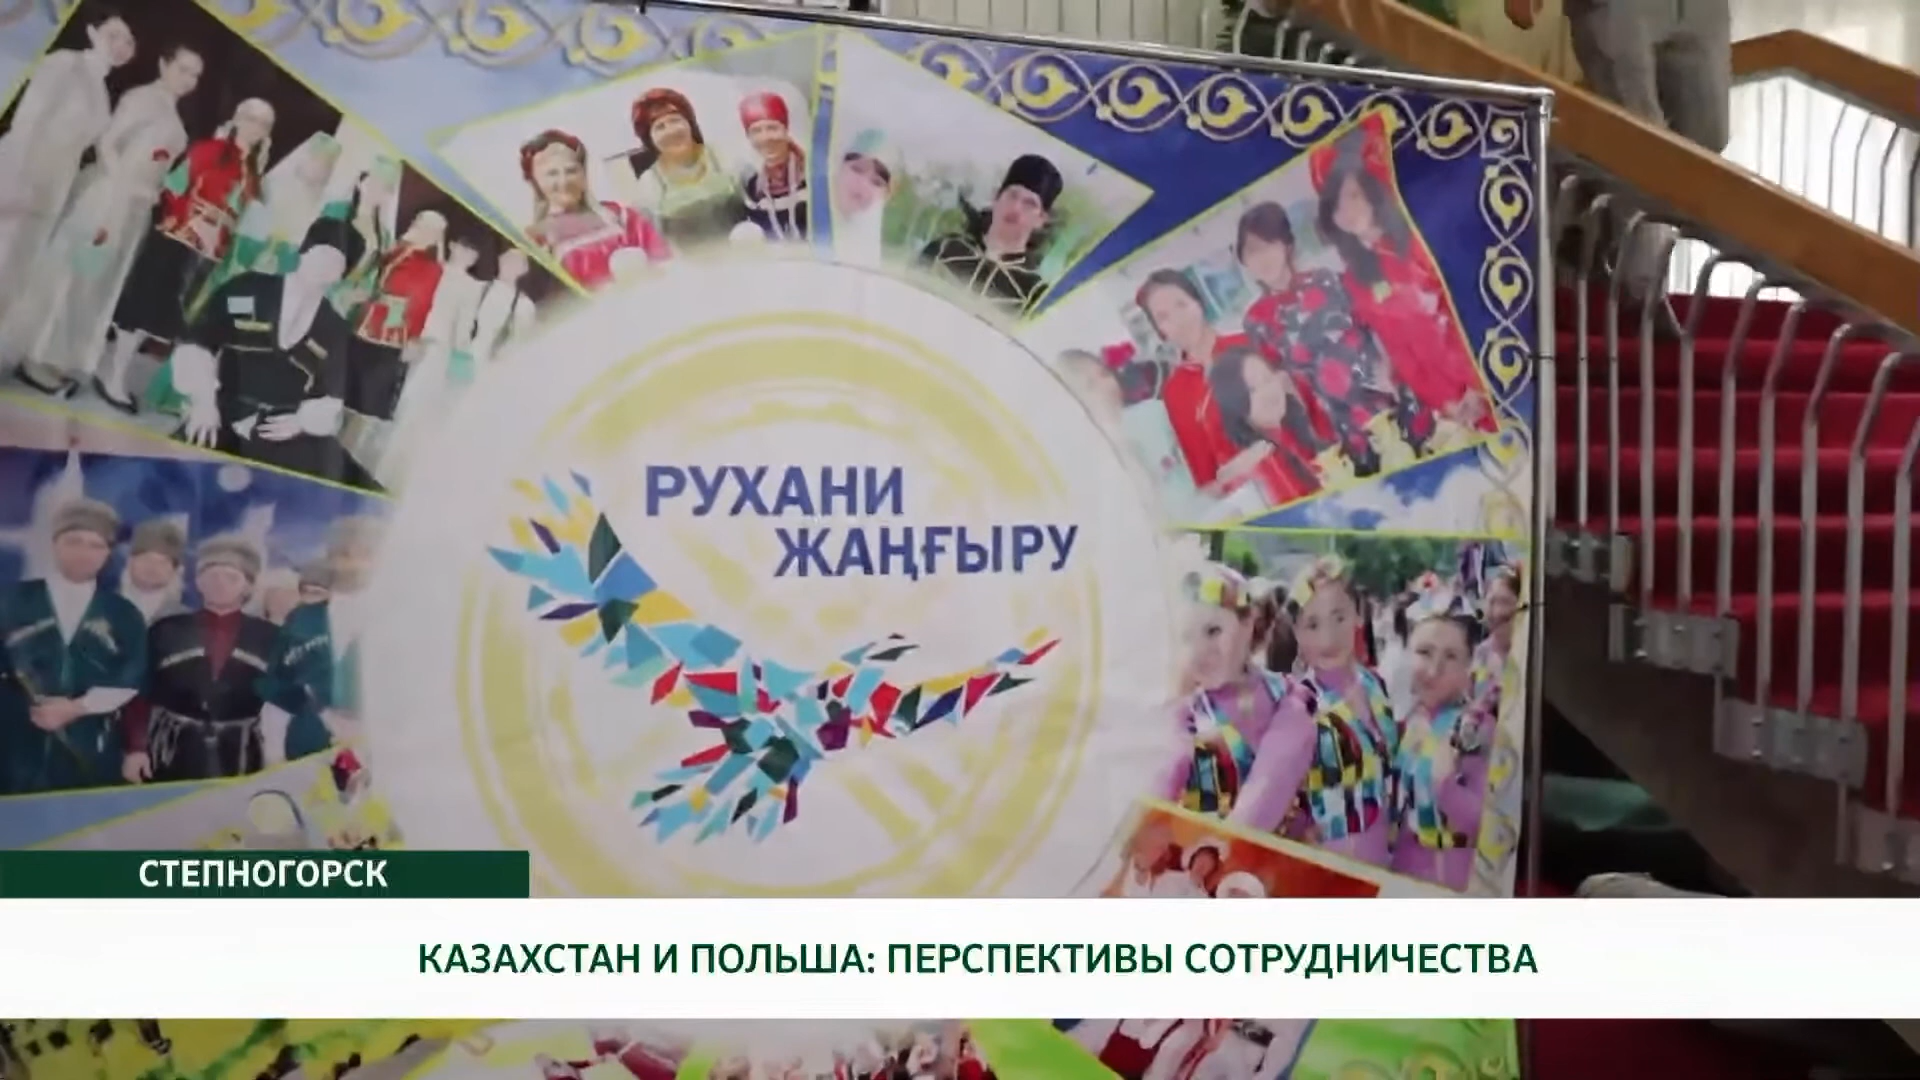 РУХАНИ
ЖАҢҒЫРУ
СТЕПНОГОРСК
КАЗАХСТАН И ПОЛЬША: ПЕРСПЕКТИВЫ СОТРУДНИЧЕСТВА